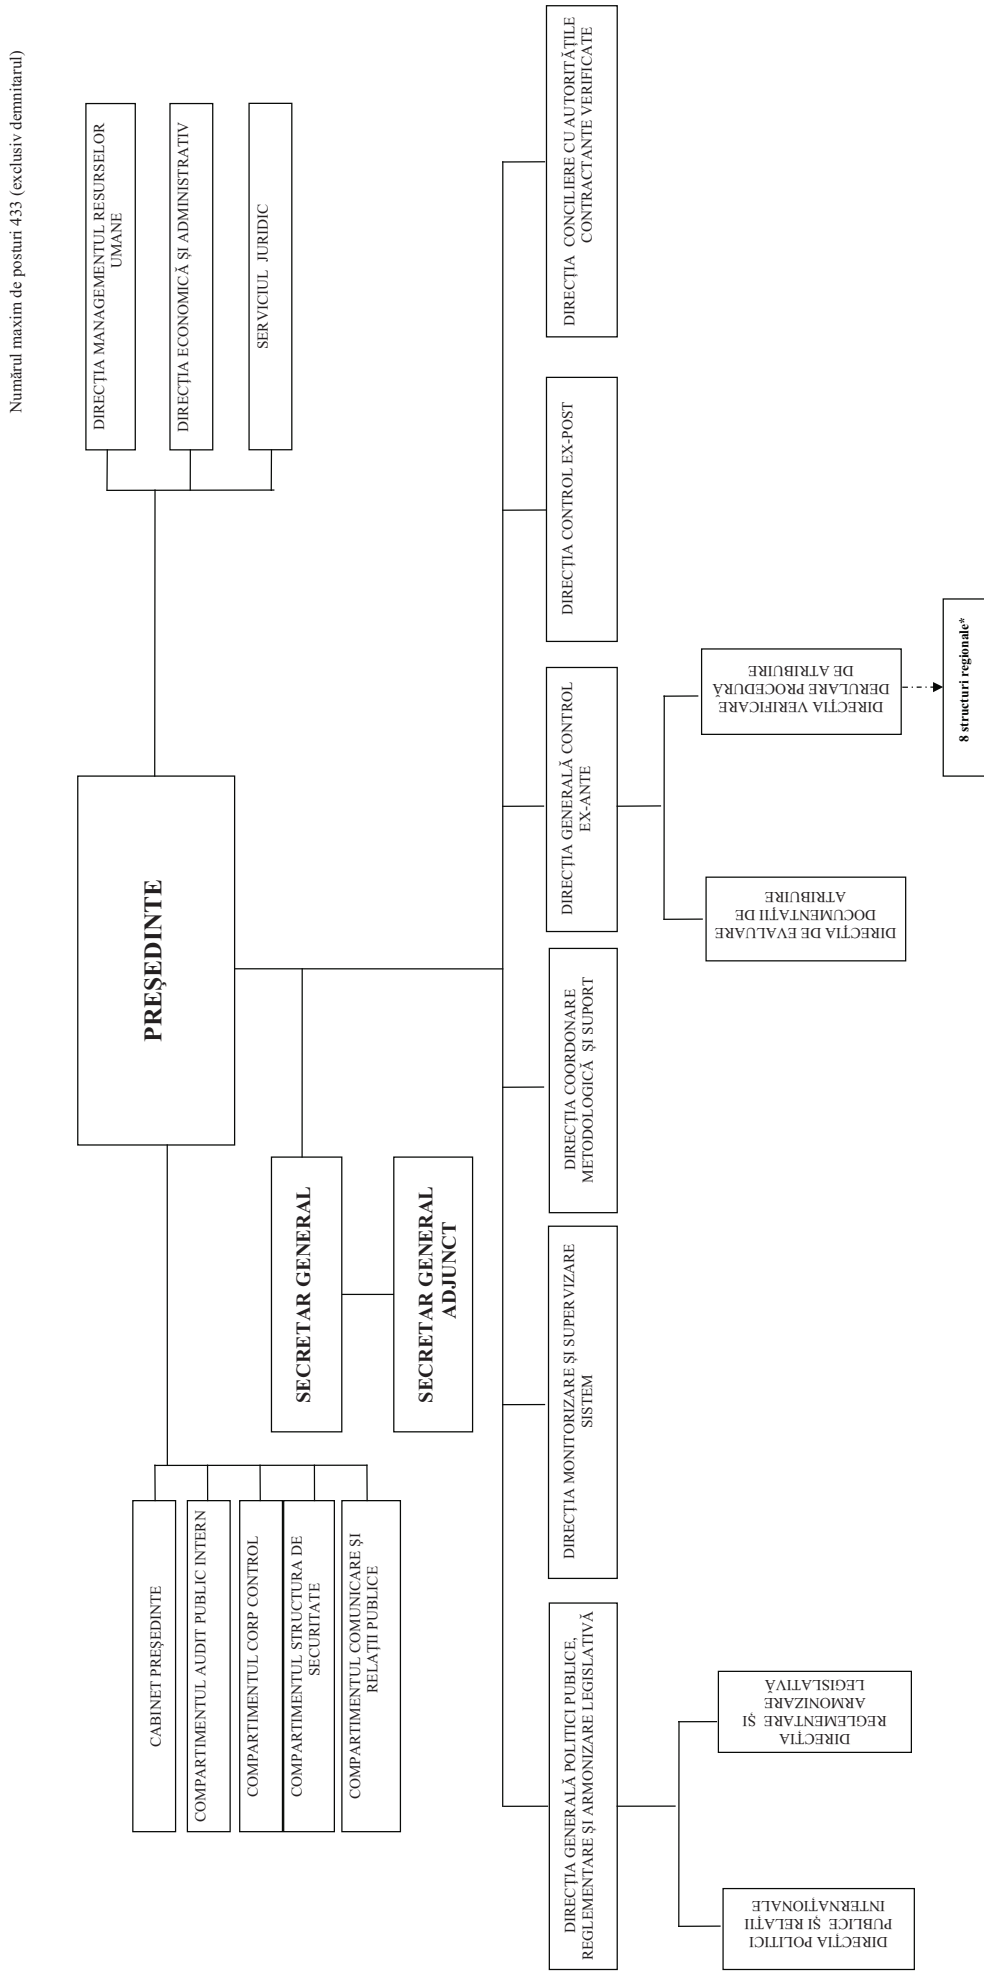 Numărul maxim de posturi 433 (exclusiv demnitarul)
PREȘEDINTE
CABINET PREȘEDINTE
COMPARTIMENTUL AUDIT PUBLIC INTERN
COMPARTIMENTUL CORP CONTROL
COMPARTIMENTUL STRUCTURA DE
SECURITATE
COMPARTIMENTUL COMUNICARE ȘI
RELAȚII PUBLICE
DIRECȚIA MANAGEMENTUL RESURSELOR
UMANE
DIRECȚIA ECONOMICĂ ȘI ADMINISTRATIV
SERVICIUL JURIDIC
SECRETAR GENERAL
SECRETAR GENERAL
ADJUNCT
DIRECȚIA GENERALĂ POLITICI PUBLICE,
REGLEMENTARE ȘI ARMONIZARE LEGISLATIVĂ
DIRECȚIA MONITORIZARE ȘI SUPERVIZARE
SISTEM
DIRECȚIA COORDONARE
METODOLOGICĂ ȘI SUPORT
DIRECȚIA GENERALĂ CONTROL
EX-ANTE
DIRECȚIA CONTROL EX-POST
DIRECȚIA CONCILIERE CU AUTORITĂȚILE
CONTRACTANTE VERIFICATE
DIRECȚIA POLITICI
PUBLICE ȘI RELAȚII
INTERNAȚIONALE
DIRECȚIA
REGLEMENTARE ȘI
ARMONIZARE
LEGISLATIVĂ
DIRECȚIA DE EVALUARE
DOCUMENTAȚII DE
ATRIBUIRE
DIRECȚIA VERIFICARE
DERULARE PROCEDURĂ
DE ATRIBUIRE
8 structuri regionale*